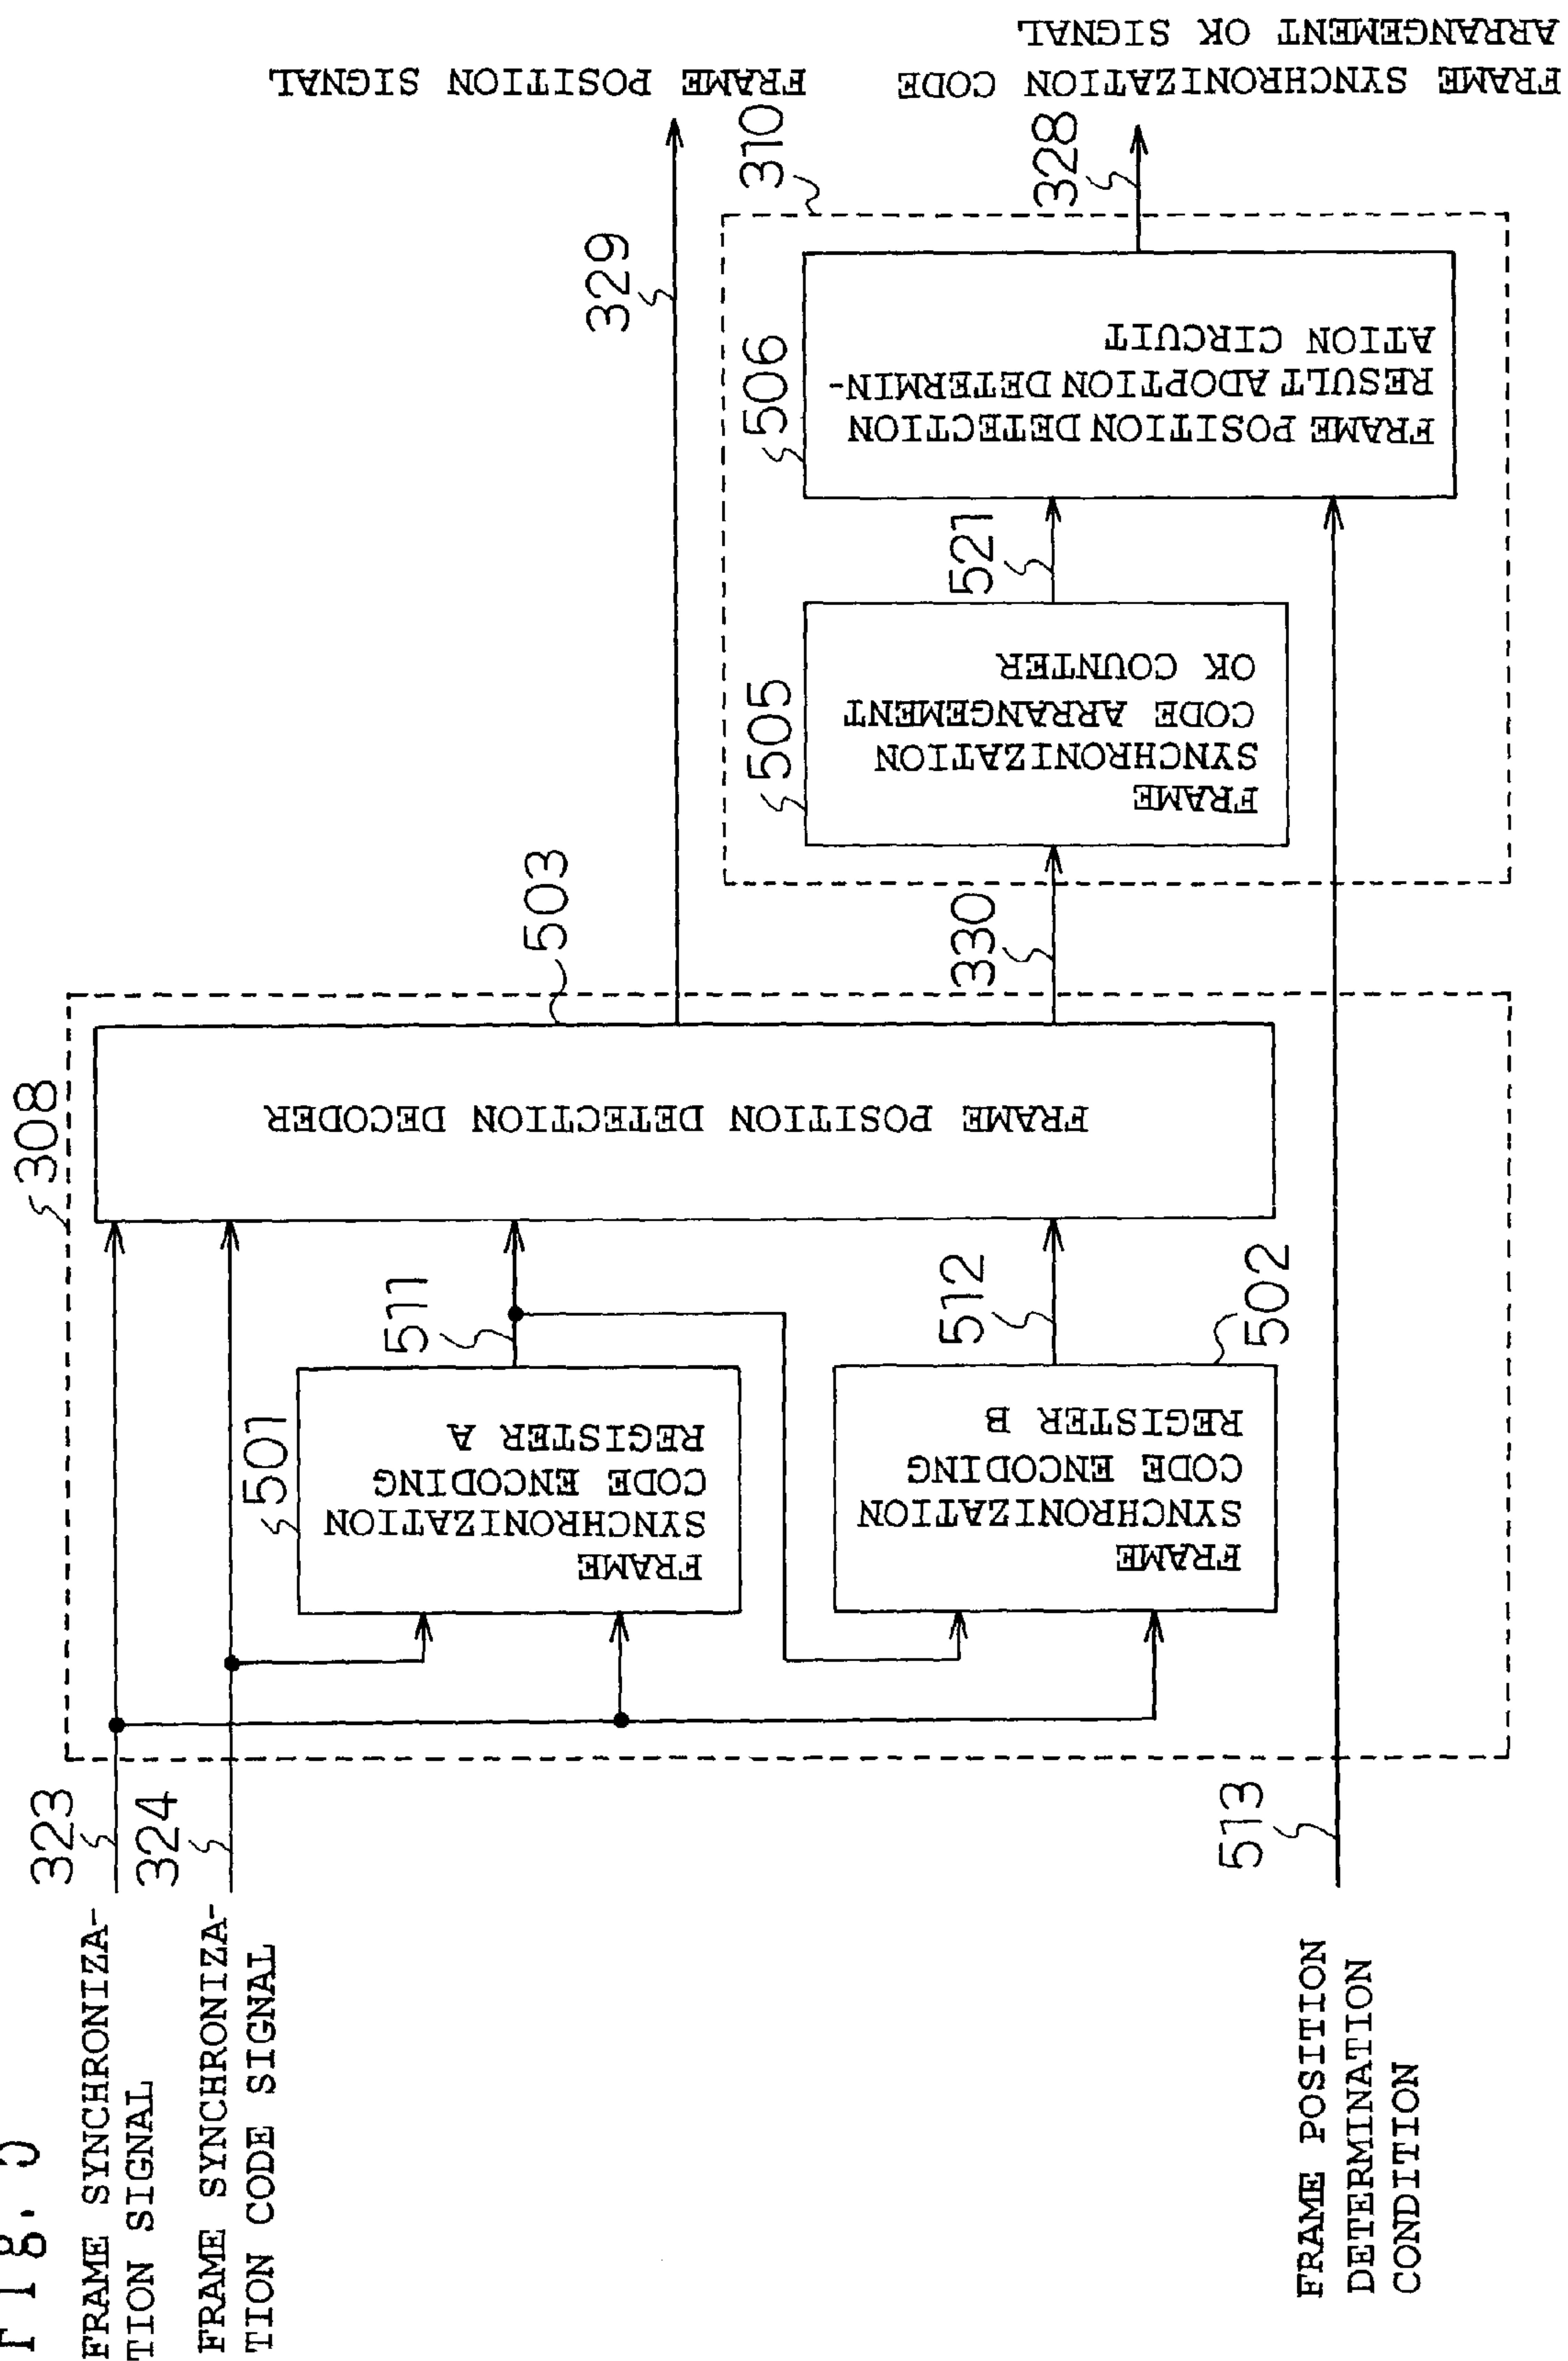 323
FRAME SYNCHRONIZA-
TION SIGNAL
324
FRAME SYNCHRONIZA-
TION CODE SIGNAL
513
FRAME POSITION
DETERMINATION
CONDITION
308
501
FRAME
SYNCHRONIZATION
CODE ENCODING
REGISTER A
511
502
FRAME
SYNCHRONIZATION
CODE ENCODING
REGISTER B
512
503
FRAME POSITION DETECTION DECODER
329
FRAME POSITION SIGNAL
330
310
505
FRAME
SYNCHRONIZATION
CODE ARRANGEMENT
OK COUNTER
521
506
FRAME POSITION DETECTION
RESULT ADOPTION DETERMIN-
ATION CIRCUIT
328
FRAME SYNCHRONIZATION CODE
ARRANGEMENT OK SIGNAL